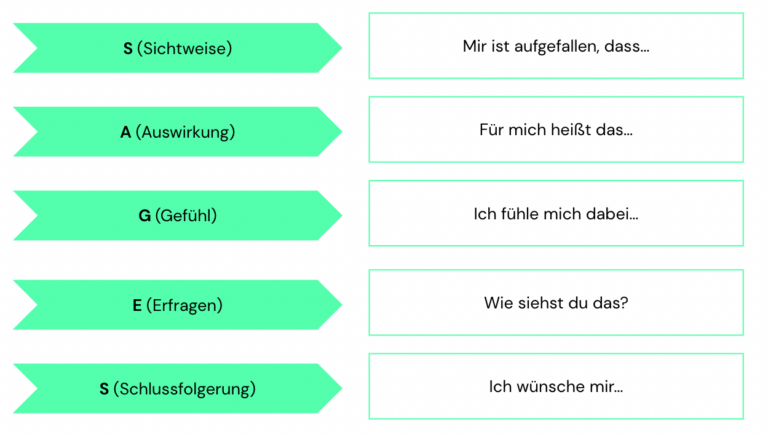 S (Sichtweise)
Mir ist aufgefallen, dass...
A (Auswirkung)
Für mich heißt das...
G (Gefühl)
Ich fühle mich dabei...
E (Erfragen)
Wie siehst du das?
S (Schlussfolgerung)
Ich wünsche mir...